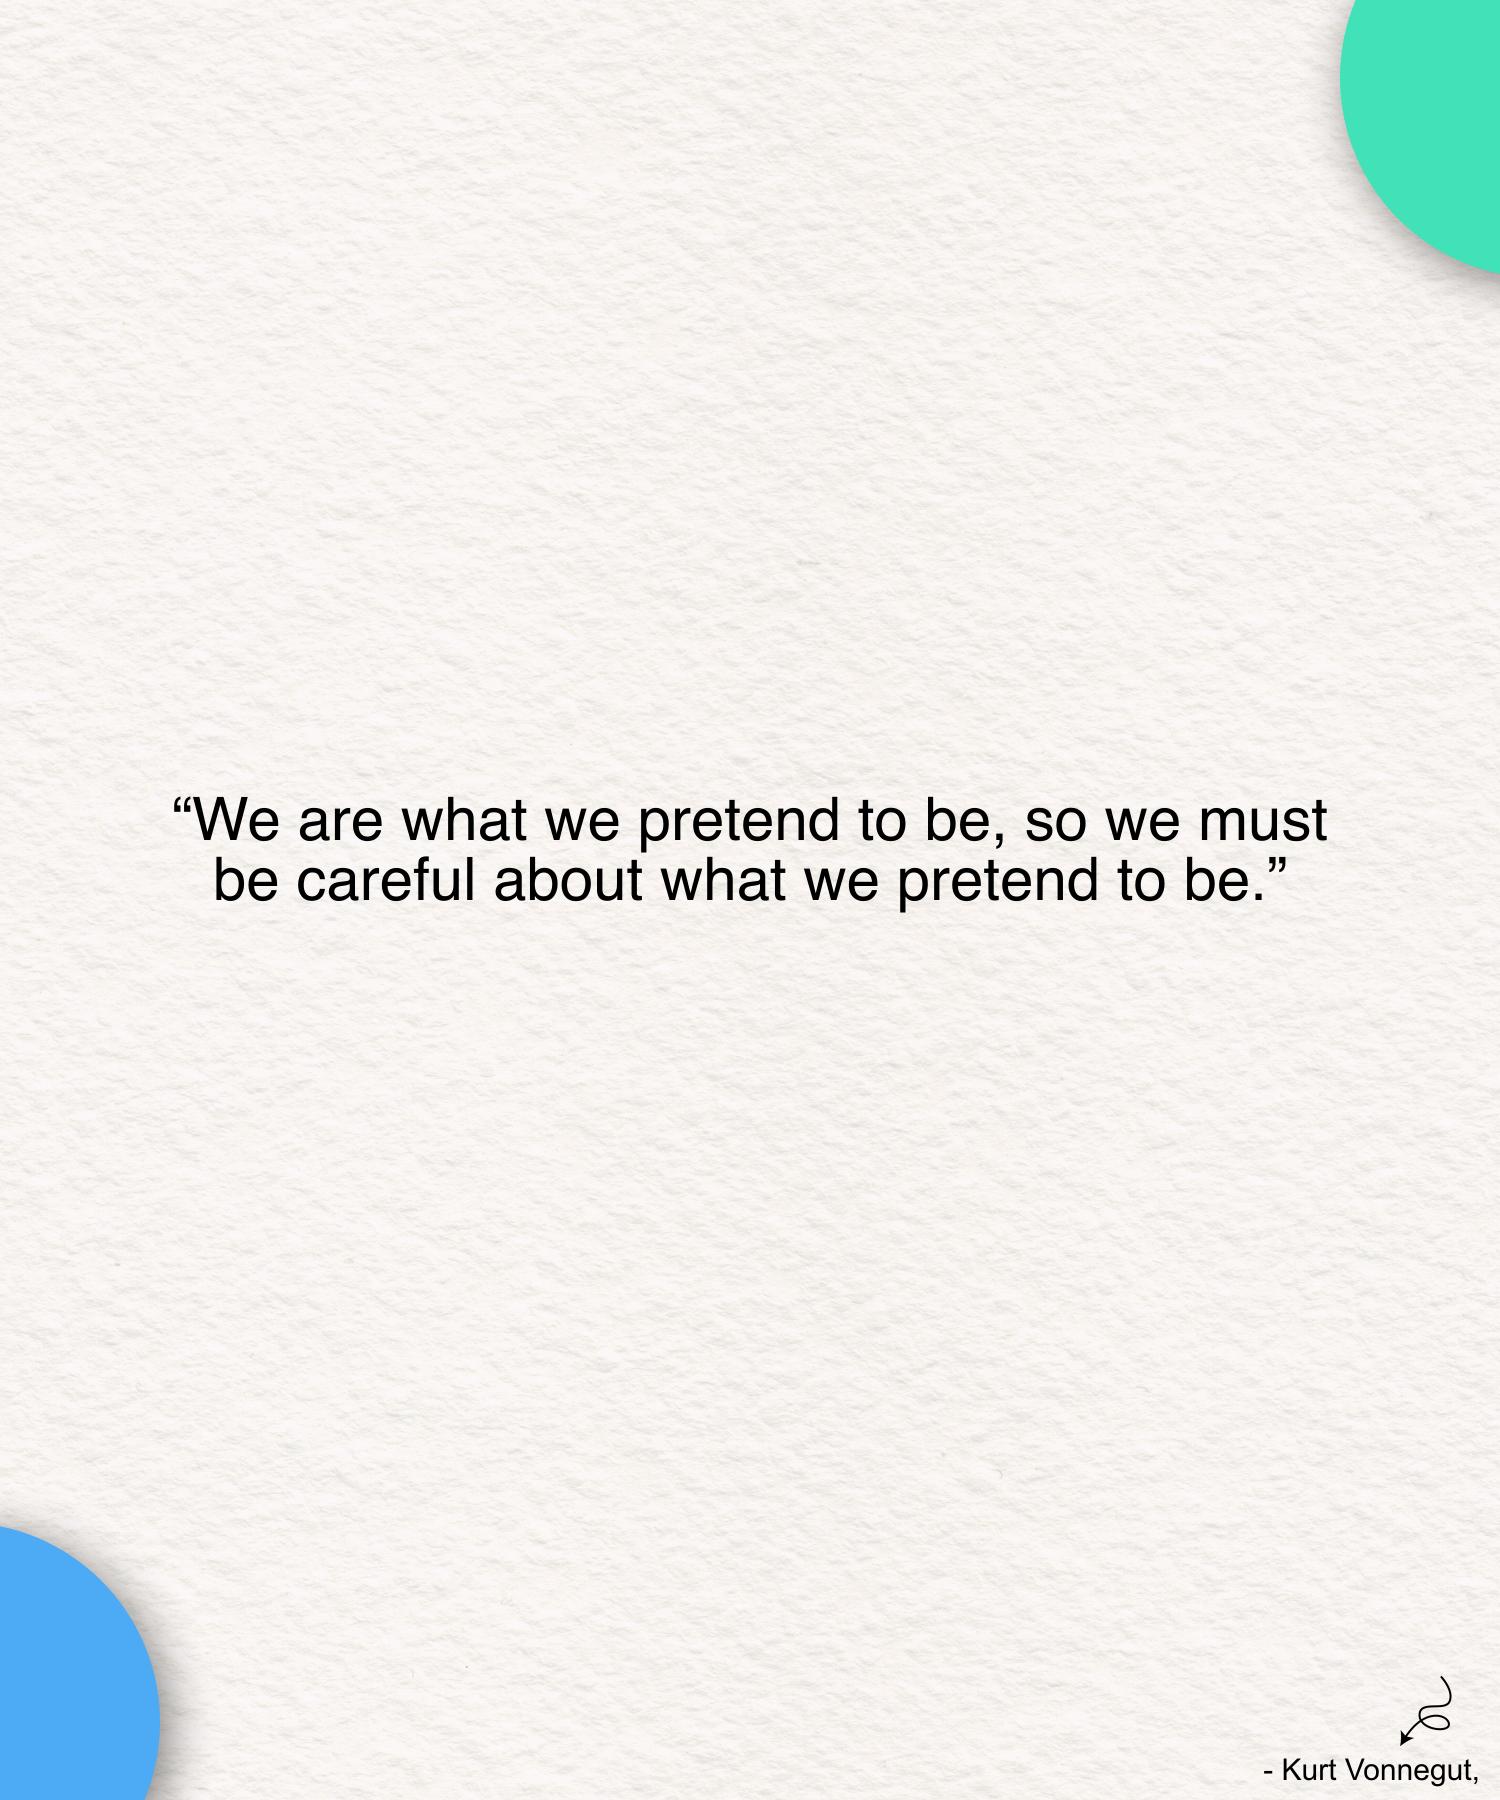 “We are what we pretend to be, so we must
be careful about what we pretend to be.”
- Kurt Vonnegut,